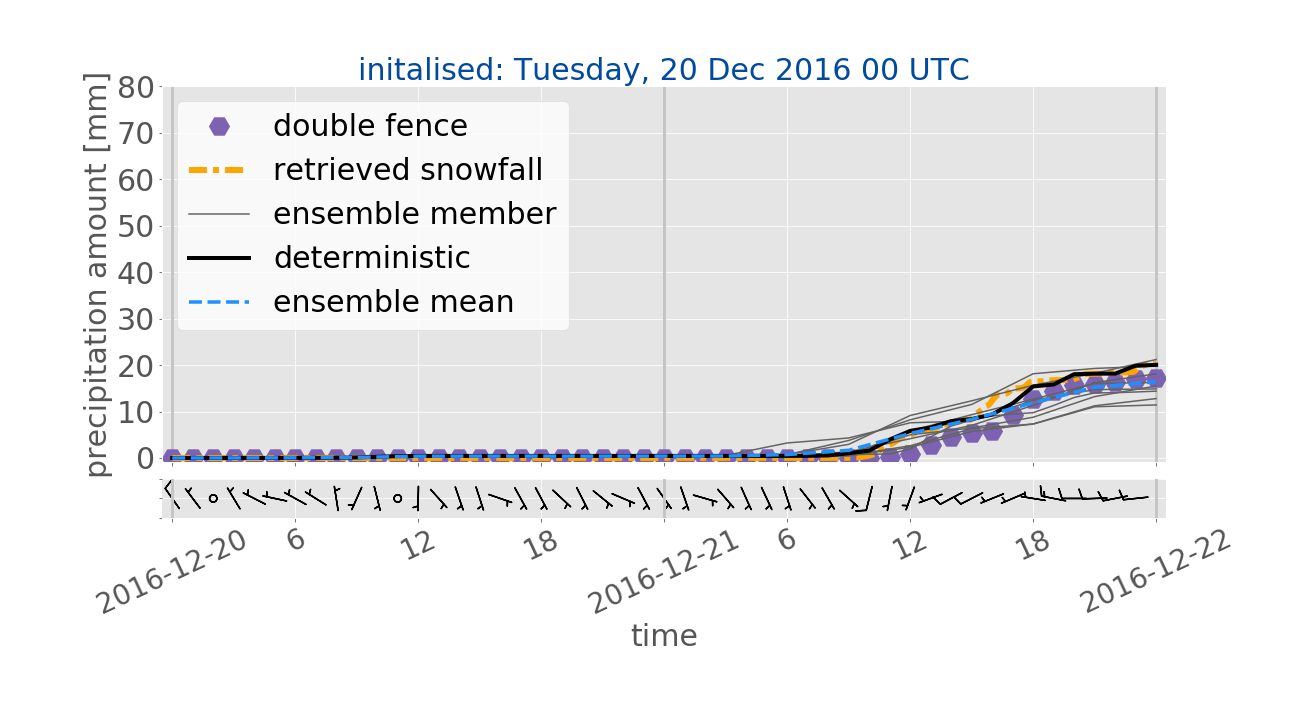 initalised: Tuesday, 20 Dec 2016 00 UTC
precipitation amount [mm]
80
70
60
50
40
30
20
10
0
double fence
retrieved snowfall
ensemble member
deterministic
ensemble mean
2016-12-20
6
12
18
2016-12-21
6
12
18
2016-12-22
time